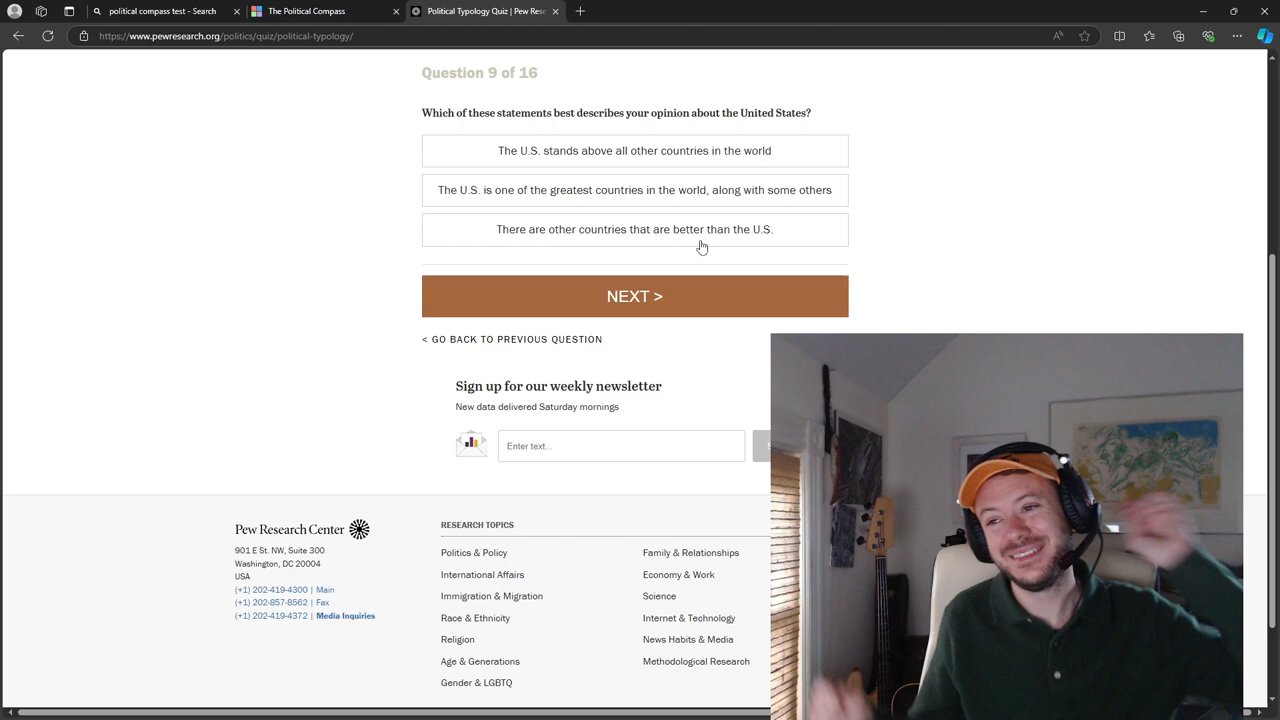 political compass test - Search
The Political Compass
Political Typology Quiz | Pew Res
https://www.pewresearch.org/politics/quiz/political-typology/
Question 9 of 16
Which of these statements best describes your opinion about the United States?
The U.S. stands above all other countries in the world
The U.S. is one of the greatest countries in the world, along with some others
There are other countries that are better than the U.S.
NEXT >
< GO BACK TO PREVIOUS QUESTION
Sign up for our weekly newsletter
New data delivered Saturday mornings
Enter text...
Pew Research Center
901 E St. NW, Suite 300
Washington, DC 20004
USA
(+1) 202-419-4300 | Main
(+1) 202-857-8562 | Fax
(+1) 202-419-4372 | Media Inquiries
RESEARCH TOPICS
Politics & Policy
International Affairs
Immigration & Migration
Race & Ethnicity
Religion
Age & Generations
Gender & LGBTQ
Family & Relationships
Economy & Work
Science
Internet & Technology
News Habits & Media
Methodological Research